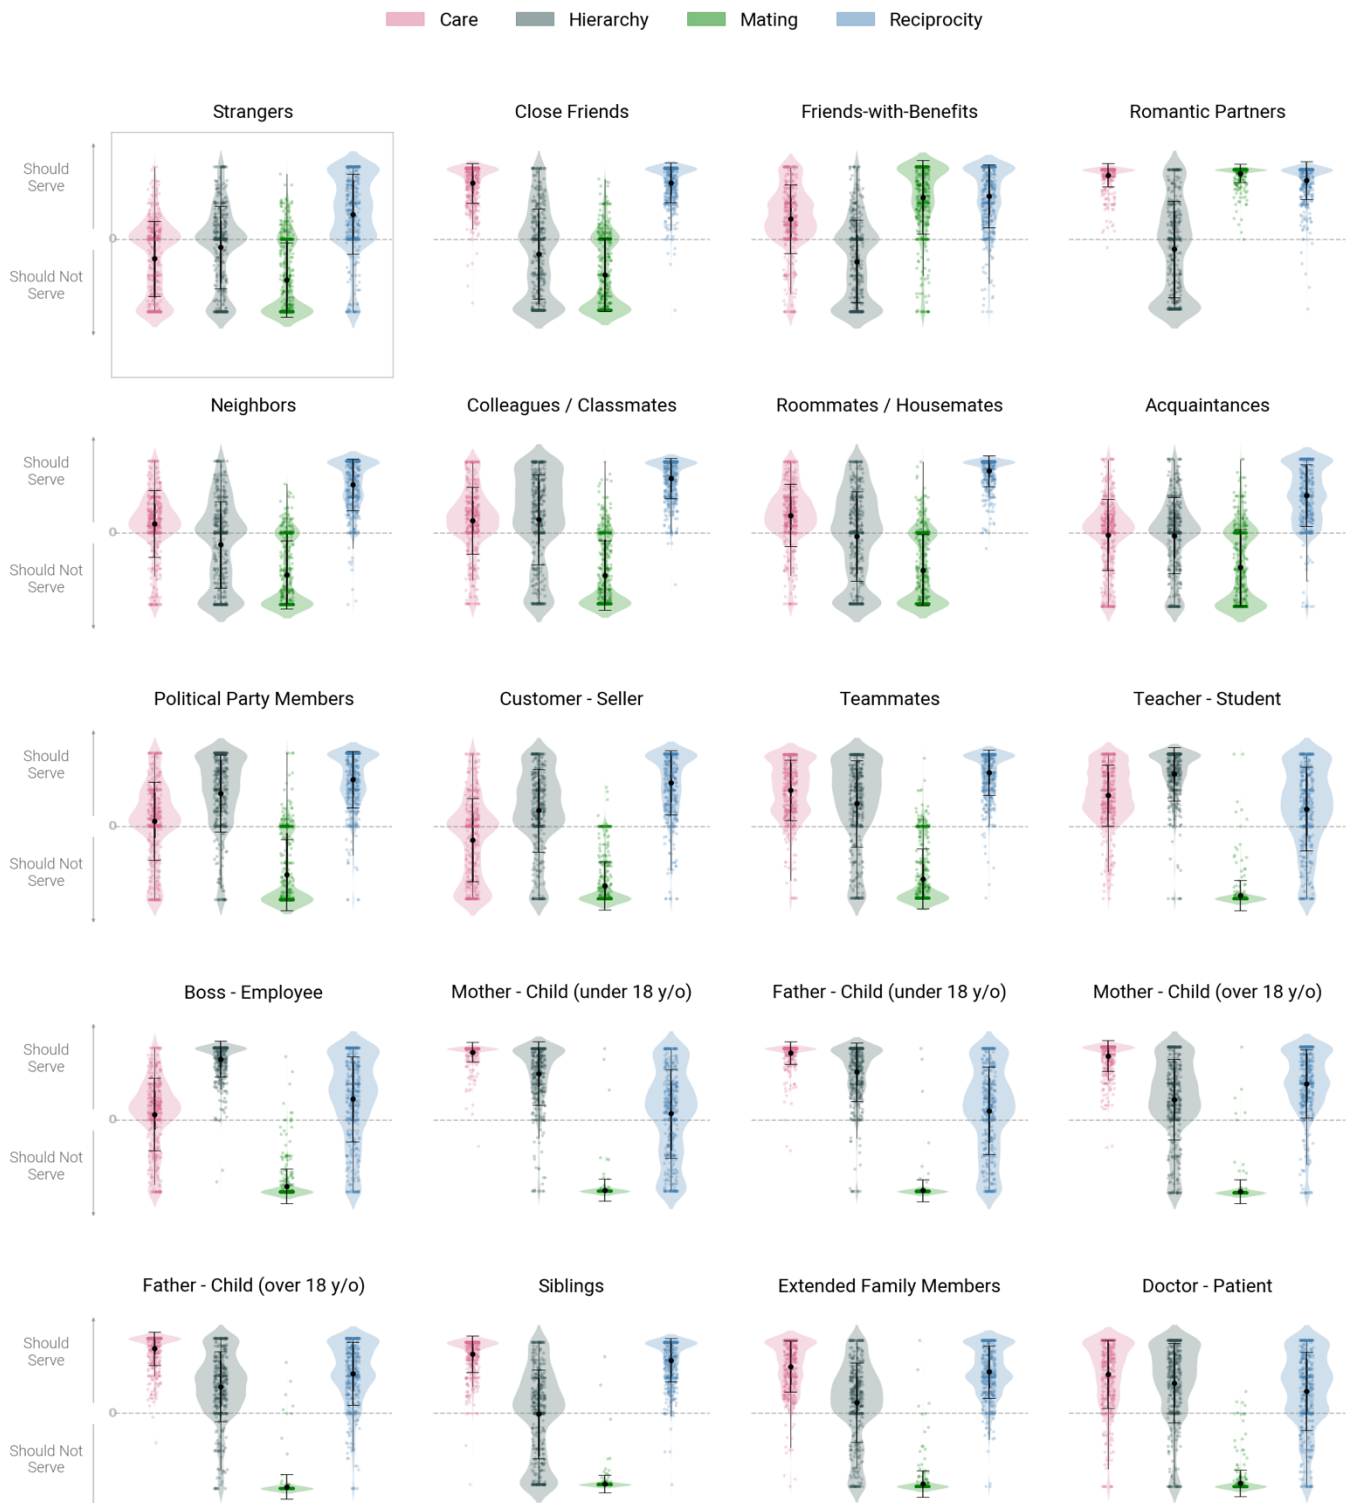 Care Hierarchy Mating Reciprocity
Strangers Close Friends Friends-with-Benefits Romantic Partners
Should
Serve
0
Should Not
Serve
Neighbors Colleagues / Classmates Roommates / Housemates Acquaintances
Should
Serve
0
Should Not
Serve
Political Party Members Customer - Seller Teammates Teacher - Student
Should
Serve
0
Should Not
Serve
Boss - Employee Mother - Child (under 18 y/o) Father - Child (under 18 y/o) Mother - Child (over 18 y/o)
Should
Serve
0
Should Not
Serve
Father - Child (over 18 y/o) Siblings Extended Family Members Doctor - Patient
Should
Serve
0
Should Not
Serve